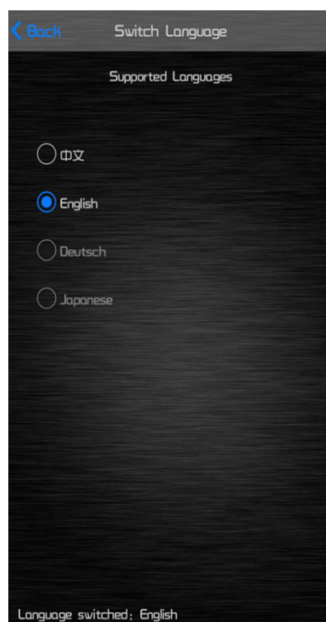 Back Switch Language
Supported Languages
中文
English
Deutsch
Japanese
Language switched: English